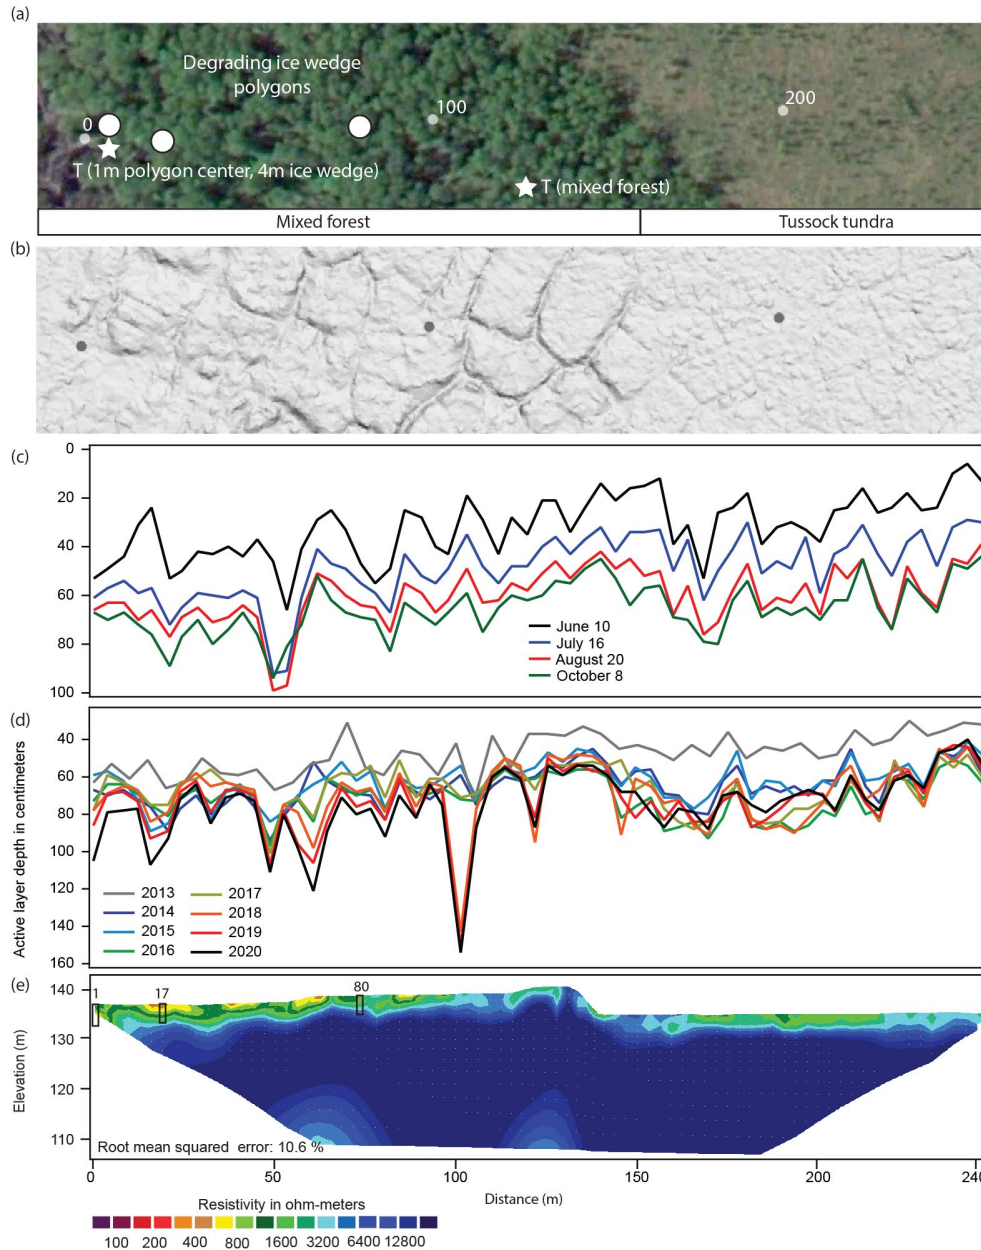 (a)
Degrading ice wedge
polygons
0
100
200
T (1m polygon center, 4m ice wedge)
T (mixed forest)
Mixed forest
Tussock tundra
(b)
(c)
0
20
40
60
80
100
June 10
July 16
August 20
October 8
(d)
Active layer depth in centimeters
40
60
80
100
120
140
160
2013
2014
2015
2016
2017
2018
2019
2020
(e)
Elevation (m)
140
130
120
110
1
17
80
Root mean squared error: 10.6 %
0
50
100
150
200
240
Distance (m)
Resistivity in ohm-meters
100 200 400 800 1600 3200 6400 12800